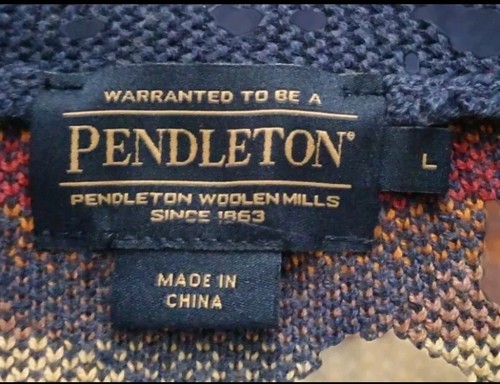 WARRANTED TO BE A
PENDLETON®
L
PENDLETON WOOLEN MILLS
SINCE 1863
MADE IN
CHINA